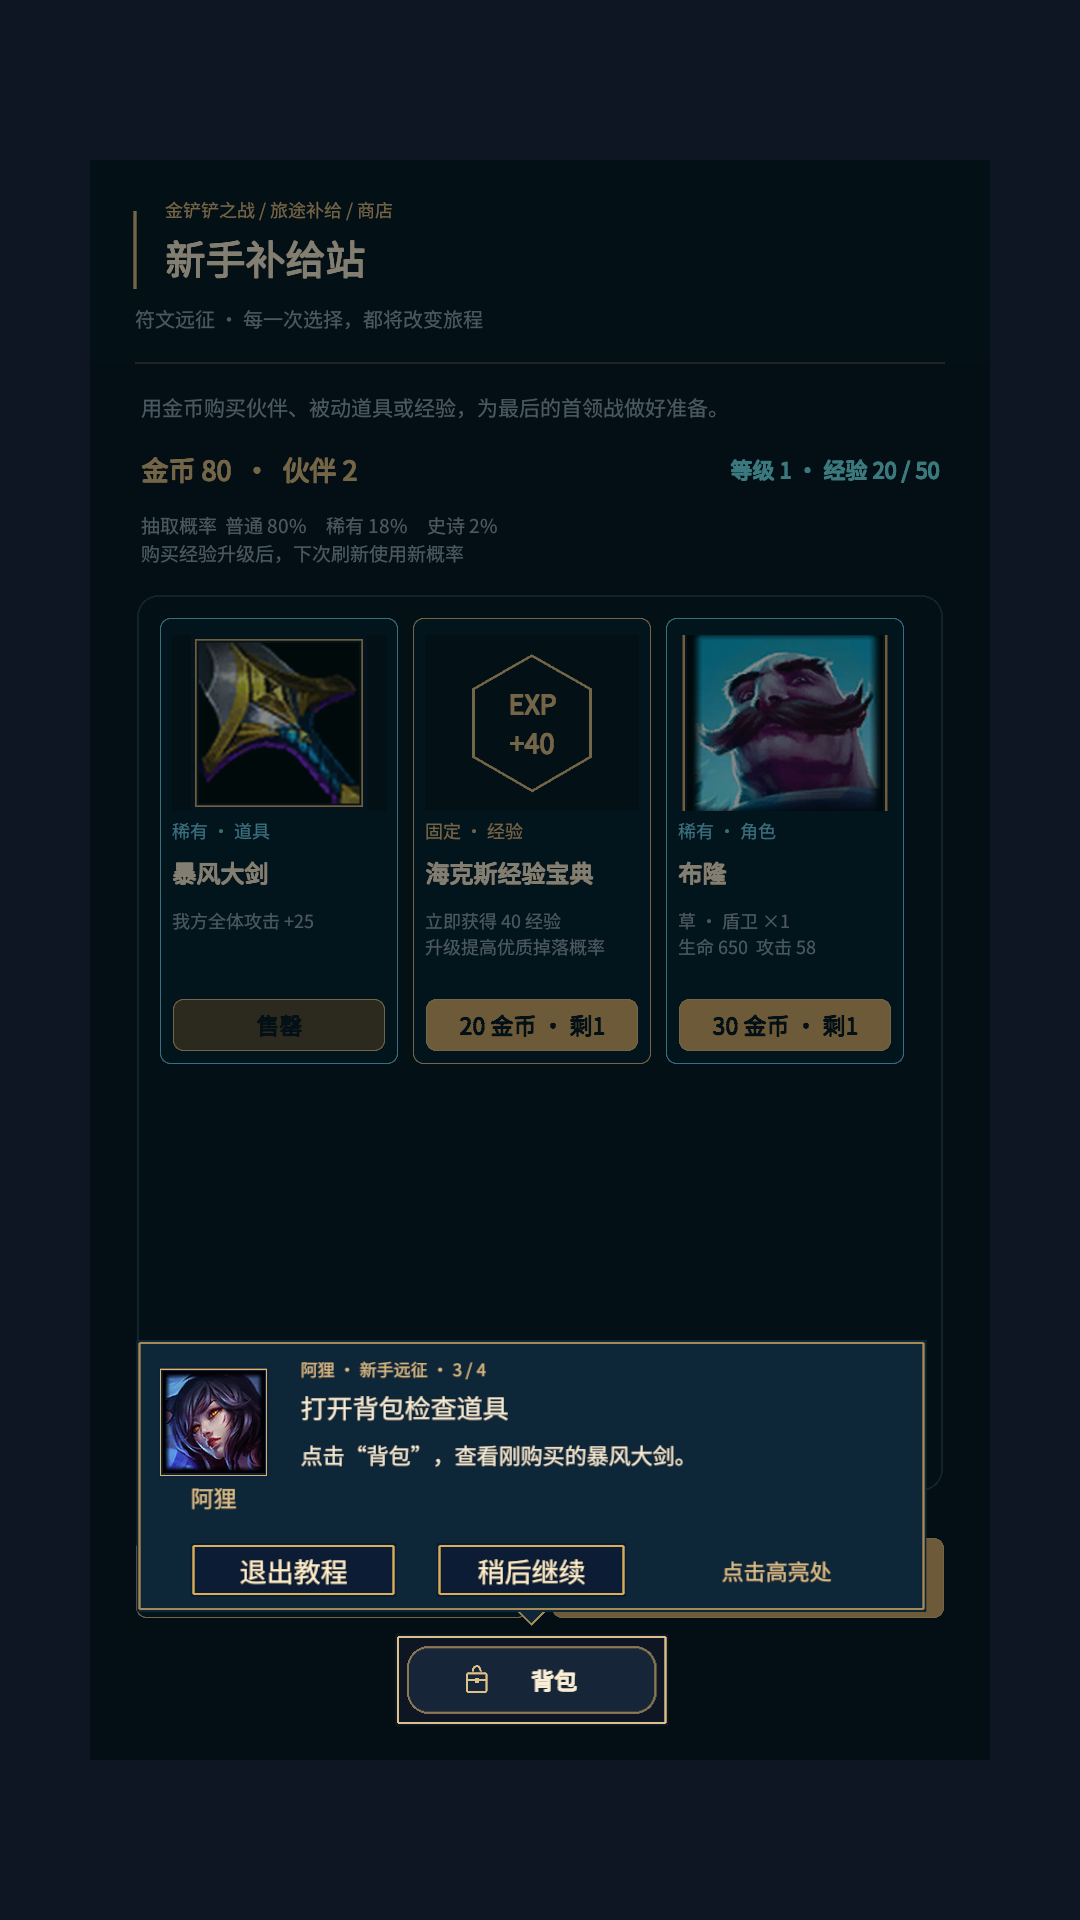 金铲铲之战 / 旅途补给 / 商店
新手补给站
符文远征 · 每一次选择，都将改变旅程
用金币购买伙伴、被动道具或经验，为最后的首领战做好准备。
金币 80 · 伙伴 2
等级 1 · 经验 20 / 50
抽取概率 普通 80% 稀有 18% 史诗 2%
购买经验升级后，下次刷新使用新概率
稀有 · 道具
暴风大剑
我方全体攻击 +25
售罄
EXP
+40
固定 · 经验
海克斯经验宝典
立即获得 40 经验
升级提高优质掉落概率
20 金币 · 剩1
稀有 · 角色
布隆
草 · 盾卫 ×1
生命 650 攻击 58
30 金币 · 剩1
阿狸 · 新手远征 · 3 / 4
打开背包检查道具
点击“背包”，查看刚购买的暴风大剑。
阿狸
退出教程
稍后继续
点击高亮处
背包